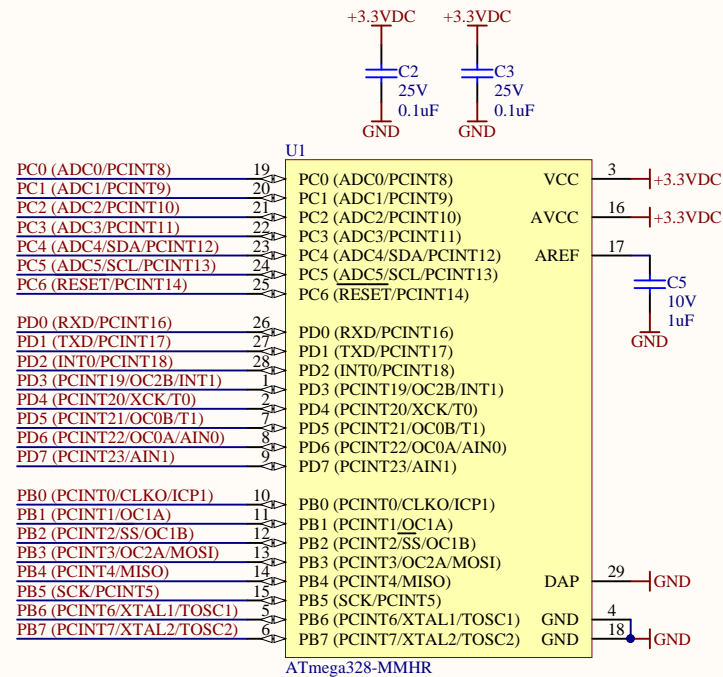 +3.3VDC +3.3VDC
C2 C3
25V 25V
0.1uF 0.1uF
GND GND
U1
PC0 (ADC0/PCINT8) 19 PC0 (ADC0/PCINT8) VCC 3 +3.3VDC
PC1 (ADC1/PCINT9) 20 PC1 (ADC1/PCINT9)
PC2 (ADC2/PCINT10) 21 PC2 (ADC2/PCINT10) AVCC 16 +3.3VDC
PC3 (ADC3/PCINT11) 22 PC3 (ADC3/PCINT11)
PC4 (ADC4/SDA/PCINT12) 23 PC4 (ADC4/SDA/PCINT12) AREF 17
PC5 (ADC5/SCL/PCINT13) 24 PC5 (ADC5/SCL/PCINT13)
PC6 (RESET/PCINT14) 25 PC6 (RESET/PCINT14)
C5
10V
1uF
GND
PD0 (RXD/PCINT16) 26 PD0 (RXD/PCINT16)
PD1 (TXD/PCINT17) 27 PD1 (TXD/PCINT17)
PD2 (INT0/PCINT18) 28 PD2 (INT0/PCINT18)
PD3 (PCINT19/OC2B/INT1) 1 PD3 (PCINT19/OC2B/INT1)
PD4 (PCINT20/XCK/T0) 2 PD4 (PCINT20/XCK/T0)
PD5 (PCINT21/OC0B/T1) 7 PD5 (PCINT21/OC0B/T1)
PD6 (PCINT22/OC0A/AIN0) 8 PD6 (PCINT22/OC0A/AIN0)
PD7 (PCINT23/AIN1) 9 PD7 (PCINT23/AIN1)
PB0 (PCINT0/CLKO/ICP1) 10 PB0 (PCINT0/CLKO/ICP1)
PB1 (PCINT1/OC1A) 11 PB1 (PCINT1/OC1A)
PB2 (PCINT2/SS/OC1B) 12 PB2 (PCINT2/SS/OC1B)
PB3 (PCINT3/OC2A/MOSI) 13 PB3 (PCINT3/OC2A/MOSI)
PB4 (PCINT4/MISO) 14 PB4 (PCINT4/MISO) DAP 29 GND
PB5 (SCK/PCINT5) 15 PB5 (SCK/PCINT5)
PB6 (PCINT6/XTAL1/TOSC1) 5 PB6 (PCINT6/XTAL1/TOSC1) GND 4
PB7 (PCINT7/XTAL2/TOSC2) 6 PB7 (PCINT7/XTAL2/TOSC2) GND 18 GND
ATmega328-MMHR